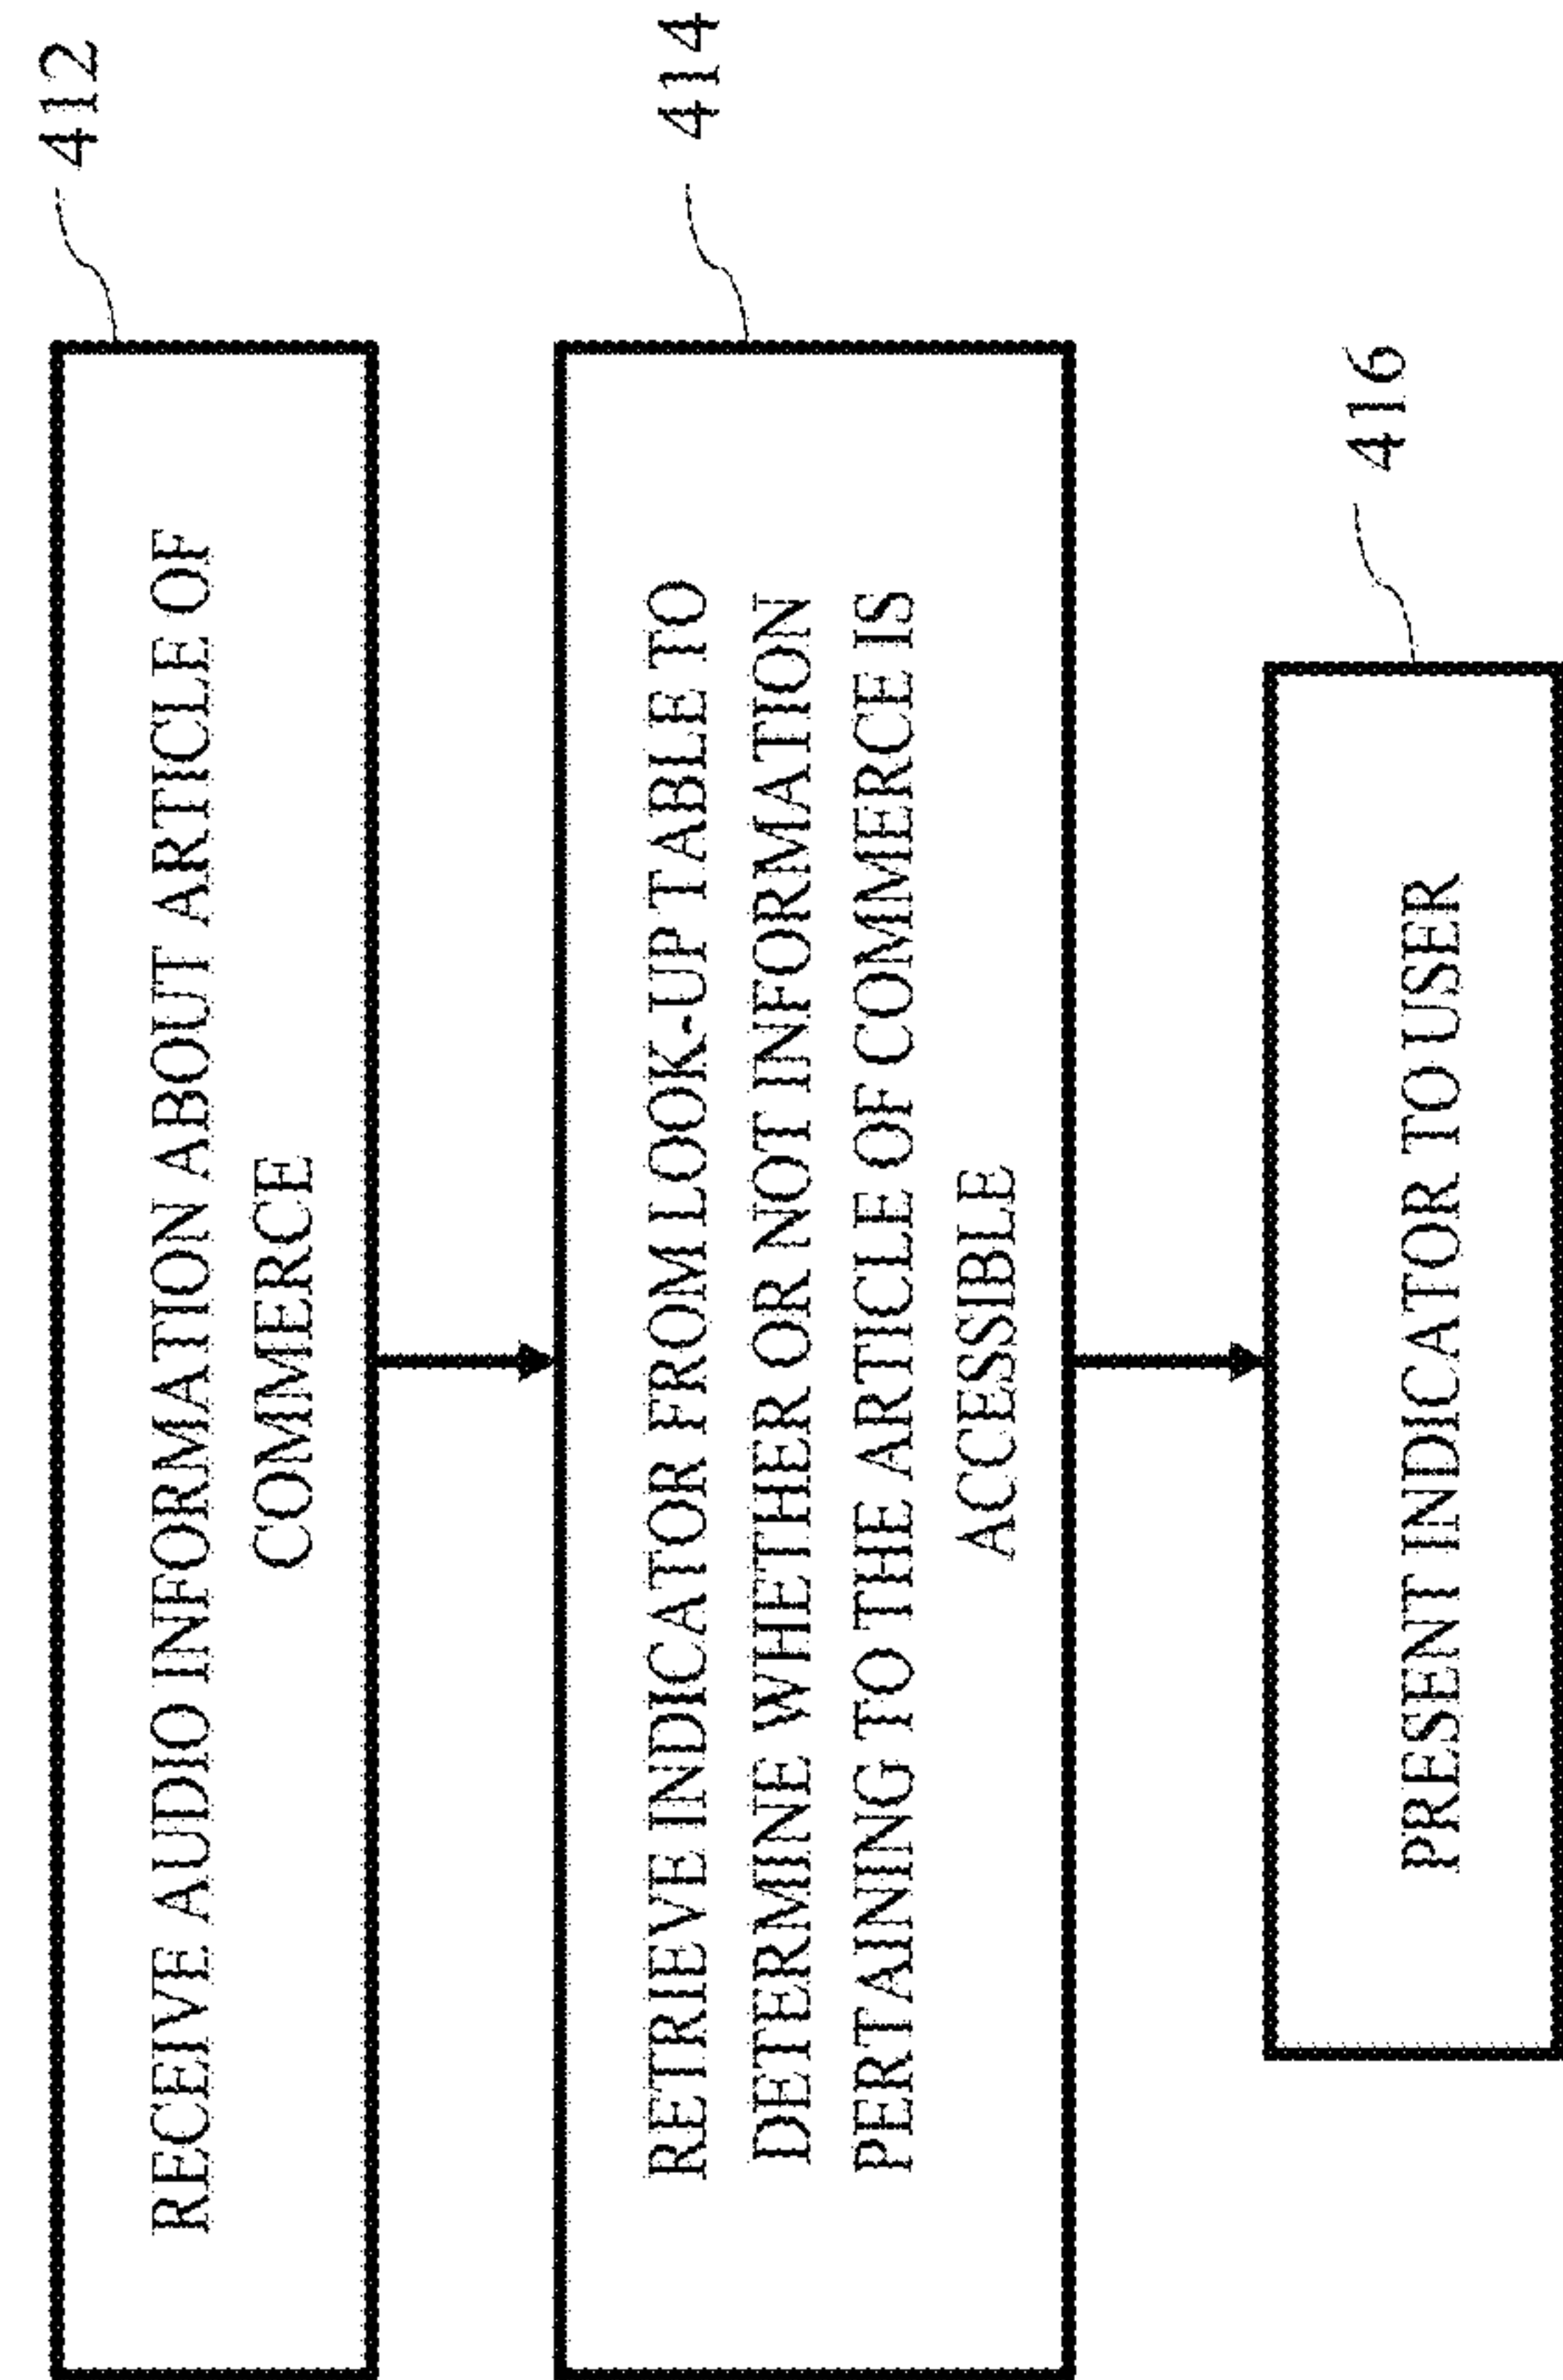 RECEIVE AUDIO INFORMATION ABOUT ARTICLE OF
COMMERCE
412
RETRIEVE INDICATOR FROM LOOK-UP TABLE TO
DETERMINE WHETHER OR NOT INFORMATION
PERTAINING TO THE ARTICLE OF COMMERCE IS
ACCESSIBLE
414
PRESENT INDICATOR TO USER
416